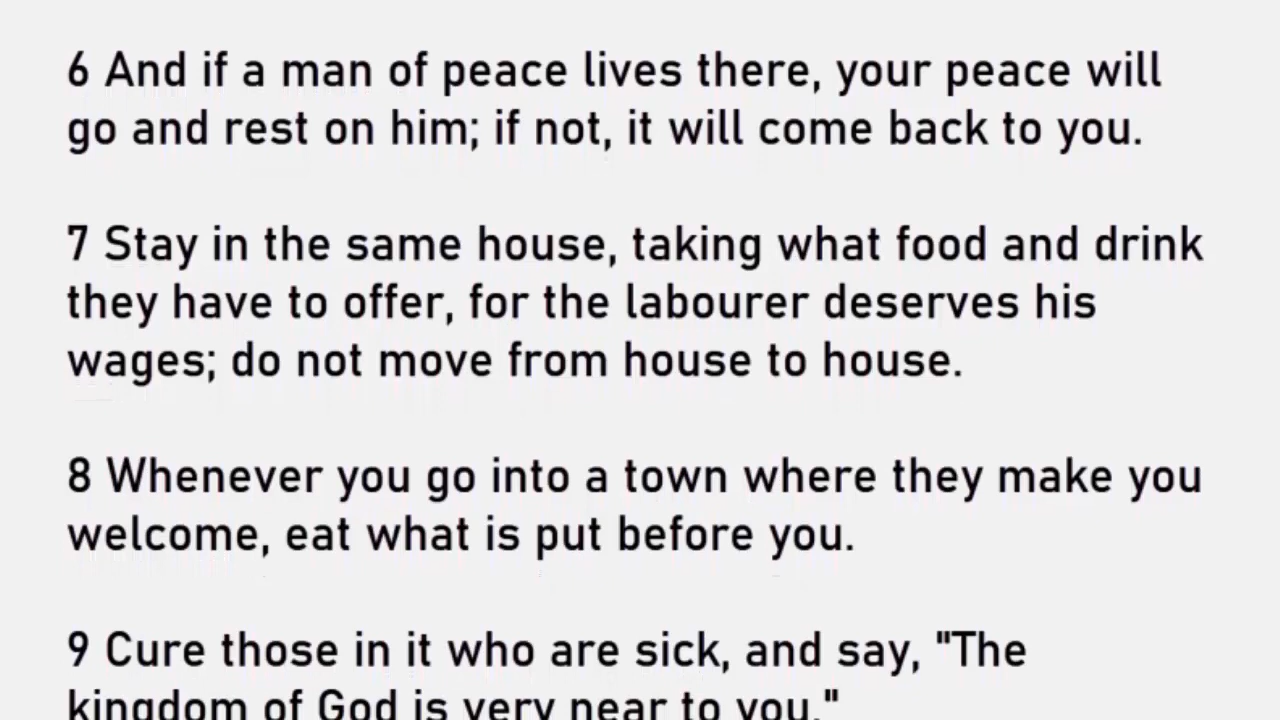 6 And if a man of peace lives there, your peace will
go and rest on him; if not, it will come back to you.
7 Stay in the same house, taking what food and drink
they have to offer, for the labourer deserves his
wages; do not move from house to house.
8 Whenever you go into a town where they make you
welcome, eat what is put before you.
9 Cure those in it who are sick, and say, "The
kingdom of God is very near to you."